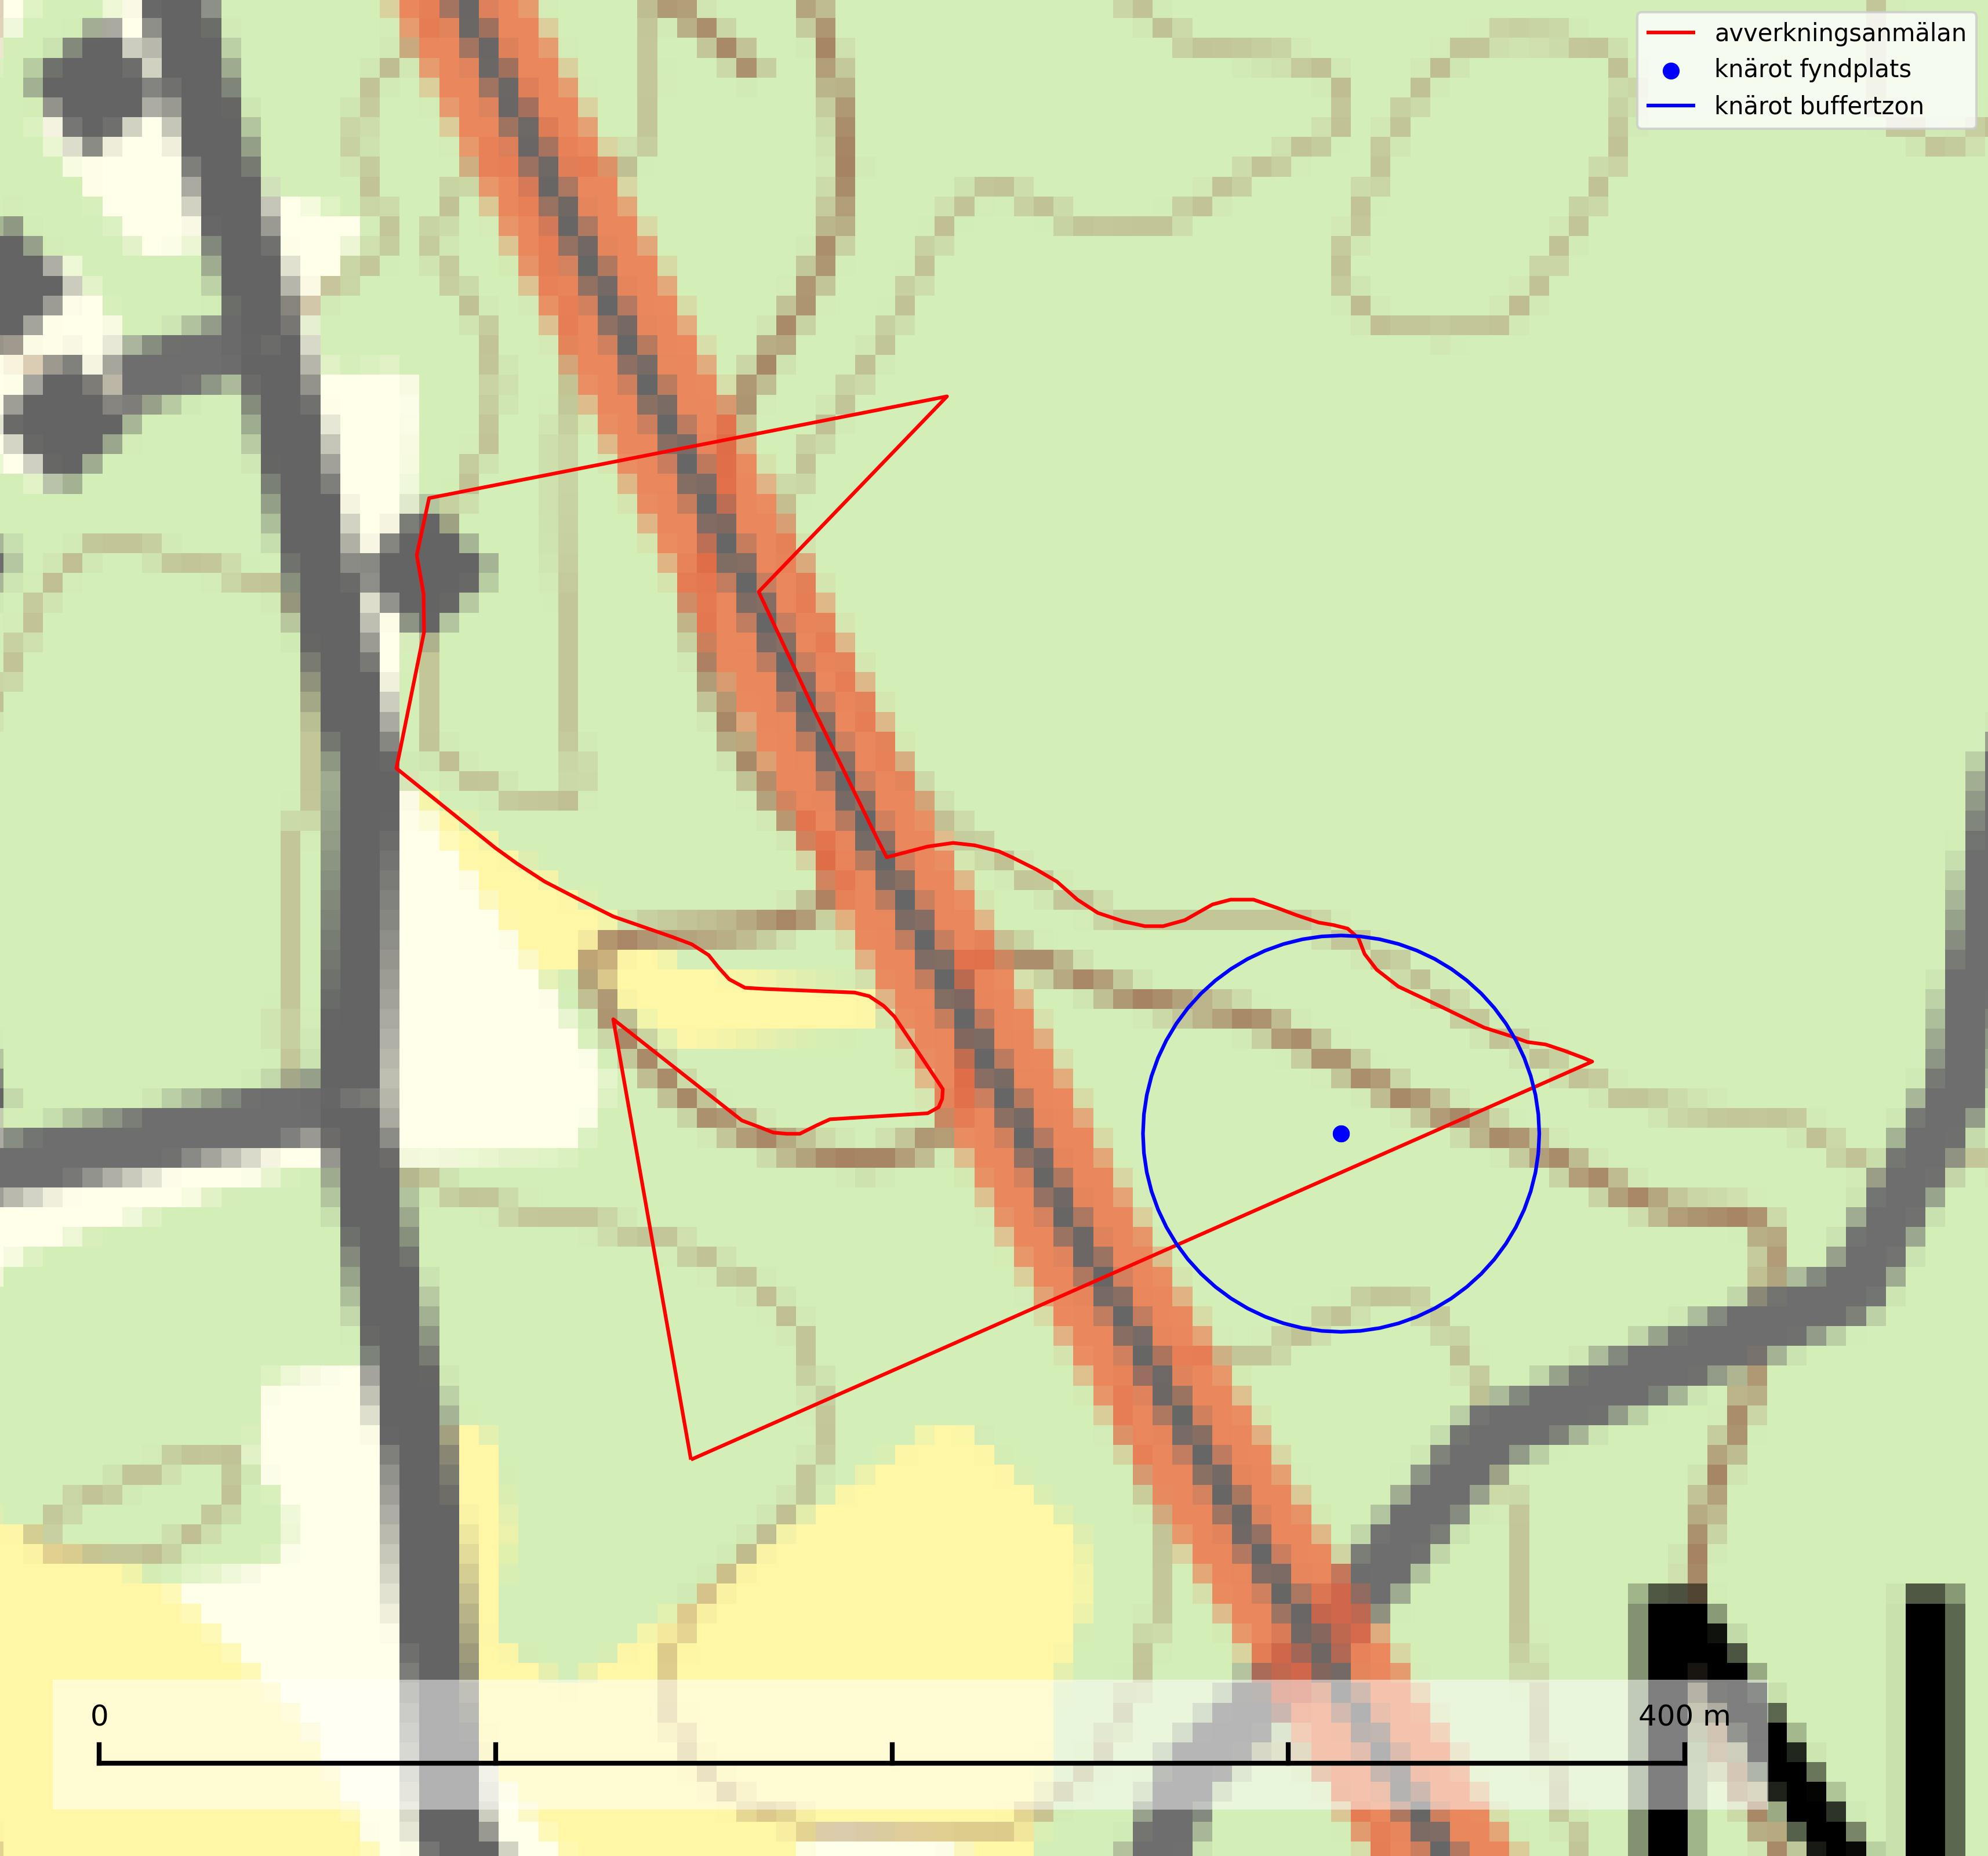 avverkningsanmälan
knärot fyndplats
knärot buffertzon
0
400 m